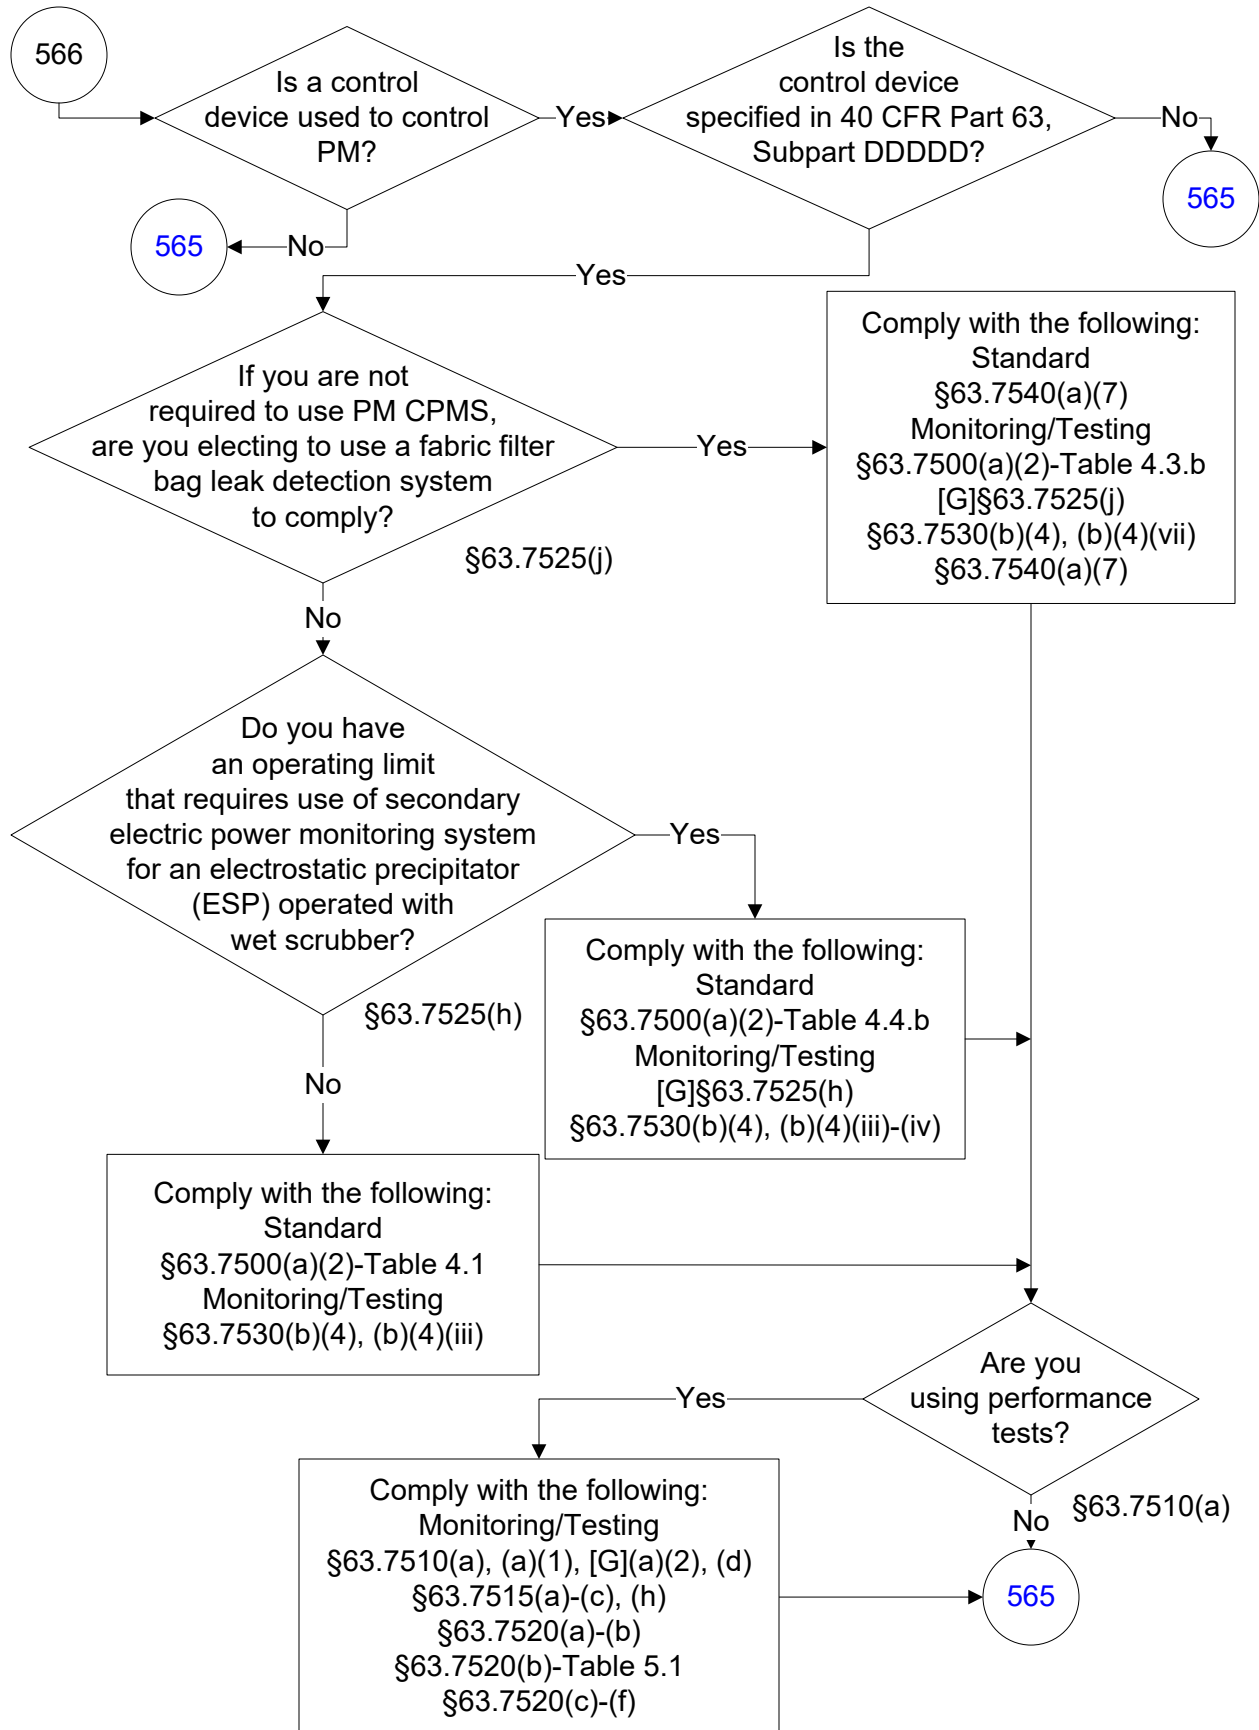 566
Is a control
device used to control
PM?
Yes
Is the
control device
specified in 40 CFR Part 63,
Subpart DDDDD?
No
565
No
565
Yes
If you are not
required to use PM CPMS,
are you electing to use a fabric filter
bag leak detection system
to comply?
§63.7525(j)
Yes
Comply with the following:
Standard
§63.7540(a)(7)
Monitoring/Testing
§63.7500(a)(2)-Table 4.3.b
[G]§63.7525(j)
§63.7530(b)(4), (b)(4)(vii)
§63.7540(a)(7)
No
Do you have
an operating limit
that requires use of secondary
electric power monitoring system
for an electrostatic precipitator
(ESP) operated with
wet scrubber?
§63.7525(h)
Yes
Comply with the following:
Standard
§63.7500(a)(2)-Table 4.4.b
Monitoring/Testing
[G]§63.7525(h)
§63.7530(b)(4), (b)(4)(iii)-(iv)
No
Comply with the following:
Standard
§63.7500(a)(2)-Table 4.1
Monitoring/Testing
§63.7530(b)(4), (b)(4)(iii)
Are you
using performance
tests?
§63.7510(a)
Yes
Comply with the following:
Monitoring/Testing
§63.7510(a), (a)(1), [G](a)(2), (d)
§63.7515(a)-(c), (h)
§63.7520(a)-(b)
§63.7520(b)-Table 5.1
§63.7520(c)-(f)
No
565